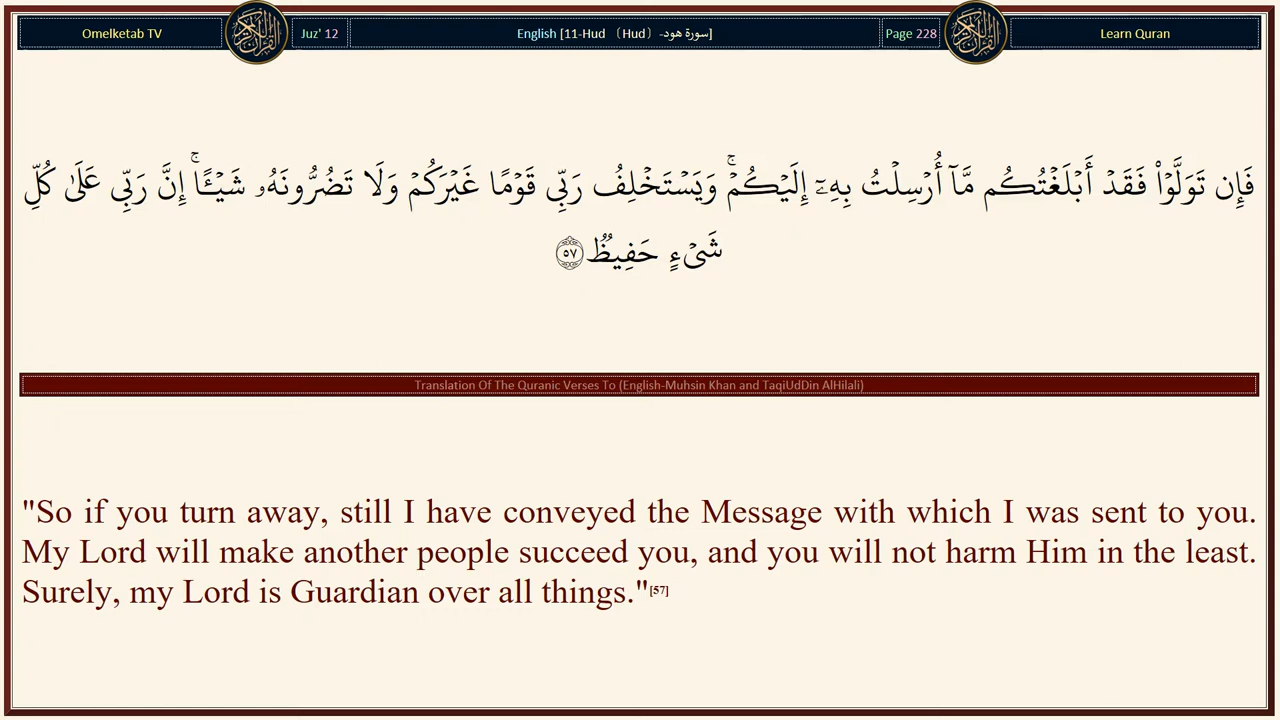 Omelketab TV
Juz' 12
English [11-Hud (Hud) -سورة هود]
Page 228
Learn Quran
فَإِن تَوَلَّوۡاْ فَقَدۡ أَبۡلَغۡتُكُم مَّآ أُرۡسِلۡتُ بِهِۦٓ إِلَيۡكُمۡۚ وَيَسۡتَخۡلِفُ رَبِّي قَوۡمًا غَيۡرَكُمۡ وَلَا تَضُرُّونَهُۥ شَيۡـًٔاۚ إِنَّ رَبِّي عَلَىٰ كُلِّ
شَيۡءٍ حَفِيظٞ ٥٧
Translation Of The Quranic Verses To (English-Muhsin Khan and TaqiUdDin AlHilali)
"So if you turn away, still I have conveyed the Message with which I was sent to you.
My Lord will make another people succeed you, and you will not harm Him in the least.
Surely, my Lord is Guardian over all things."[57]